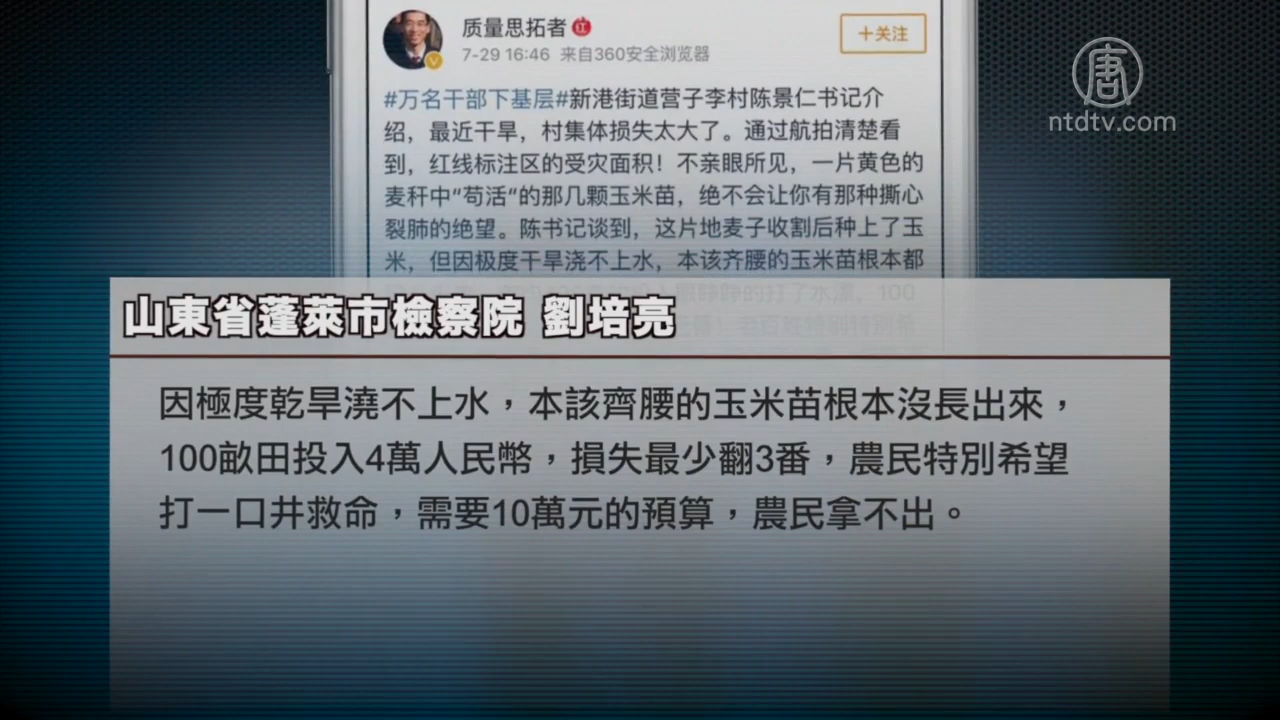 质量思拓者
7-29 16:46 来自360安全浏览器
+关注
唐
ntdtv.com
#万名干部下基层#新港街道营子李村陈景仁书记介
绍，最近干旱，村集体损失太大了。通过航拍清楚看
到，红线标注区的受灾面积！不亲眼所见，一片黄色的
麦秆中“苟活“的那几颗玉米苗，绝不会让你有那种撕心
裂肺的绝望。陈书记谈到，这片地麦子收割后种上了玉
米，但因极度干旱浇不上水，本该齐腰的玉米苗根本都
眼睁睁的打了水漂，100
山東省蓬萊市檢察院 劉培亮
因極度乾旱澆不上水，本該齊腰的玉米苗根本沒長出來，
100畝田投入4萬人民幣，損失最少翻3番，農民特別希望
打一口井救命，需要10萬元的預算，農民拿不出。